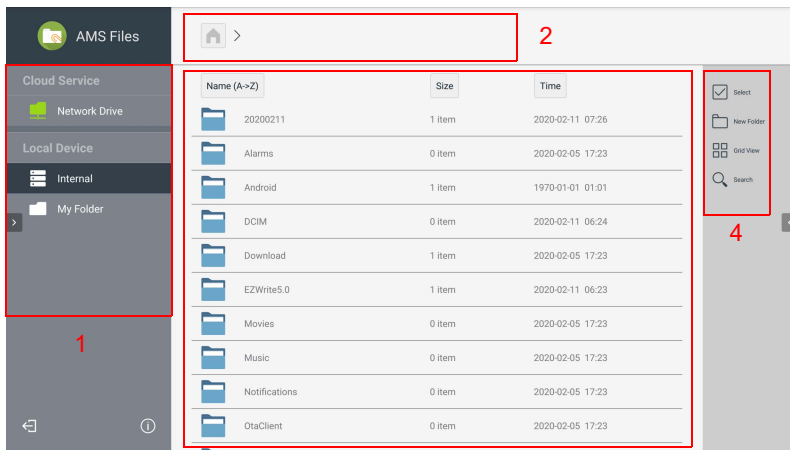 AMS Files
>
2
Cloud Service
Network Drive
Local Device
Internal
My Folder
1
Name (A->Z) Size Time
20200211 1 item 2020-02-11 07:26
Alarms 0 item 2020-02-05 17:23
Android 1 item 1970-01-01 01:01
DCIM 0 item 2020-02-11 06:24
Download 1 item 2020-02-05 17:23
EZWrite5.0 1 item 2020-02-11 06:23
Movies 0 item 2020-02-05 17:23
Music 0 item 2020-02-05 17:23
Notifications 0 item 2020-02-05 17:23
OtaClient 0 item 2020-02-05 17:23
Select
New Folder
Grid View
Search
4